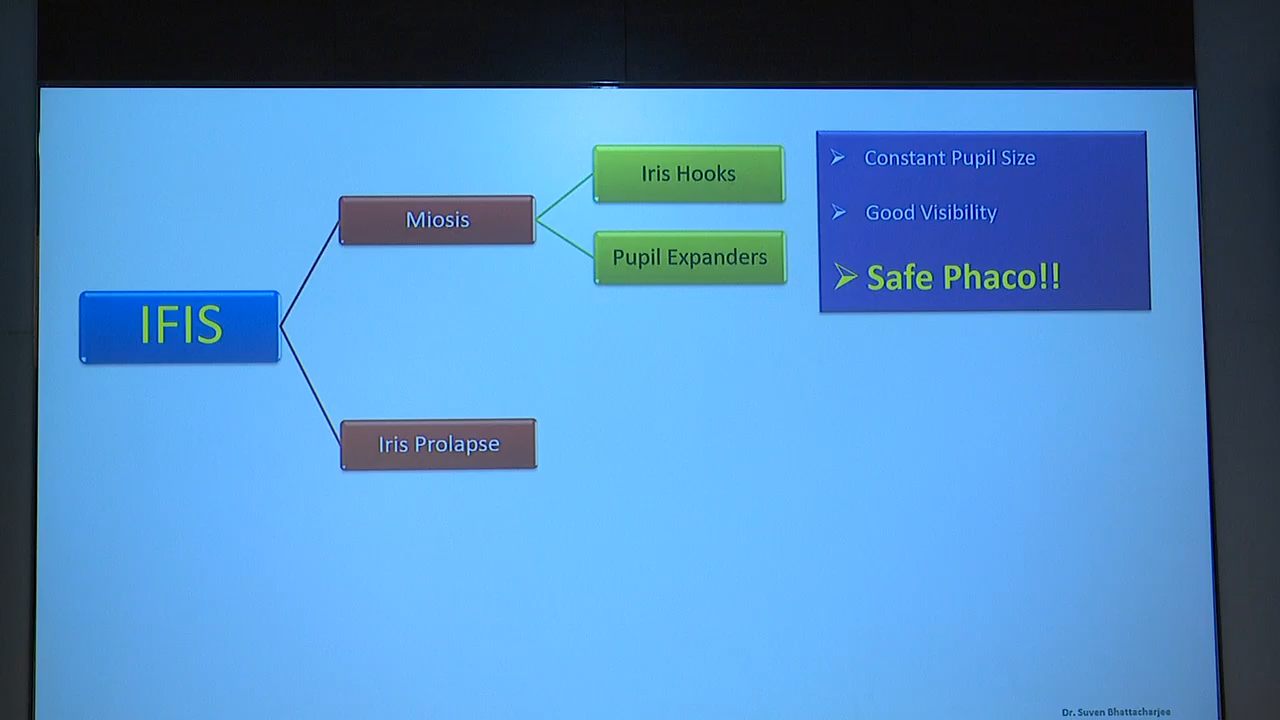 IFIS
Miosis
Iris Prolapse
Iris Hooks
Pupil Expanders
Constant Pupil Size
Good Visibility
Safe Phaco!!
Dr. Suven Bhattacharjee